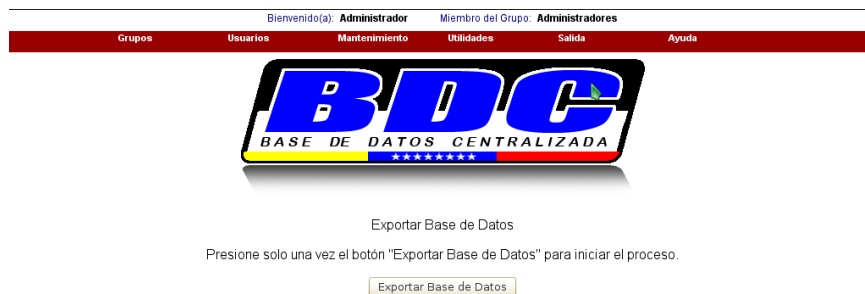 Bienvenido(a): Administrador Miembro del Grupo: Administradores
Grupos Usuarios Mantenimiento Utilidades Salida Ayuda
BDC
BASE DE DATOS CENTRALIZADA
Exportar Base de Datos
Presione solo una vez el botón "Exportar Base de Datos" para iniciar el proceso.
Exportar Base de Datos